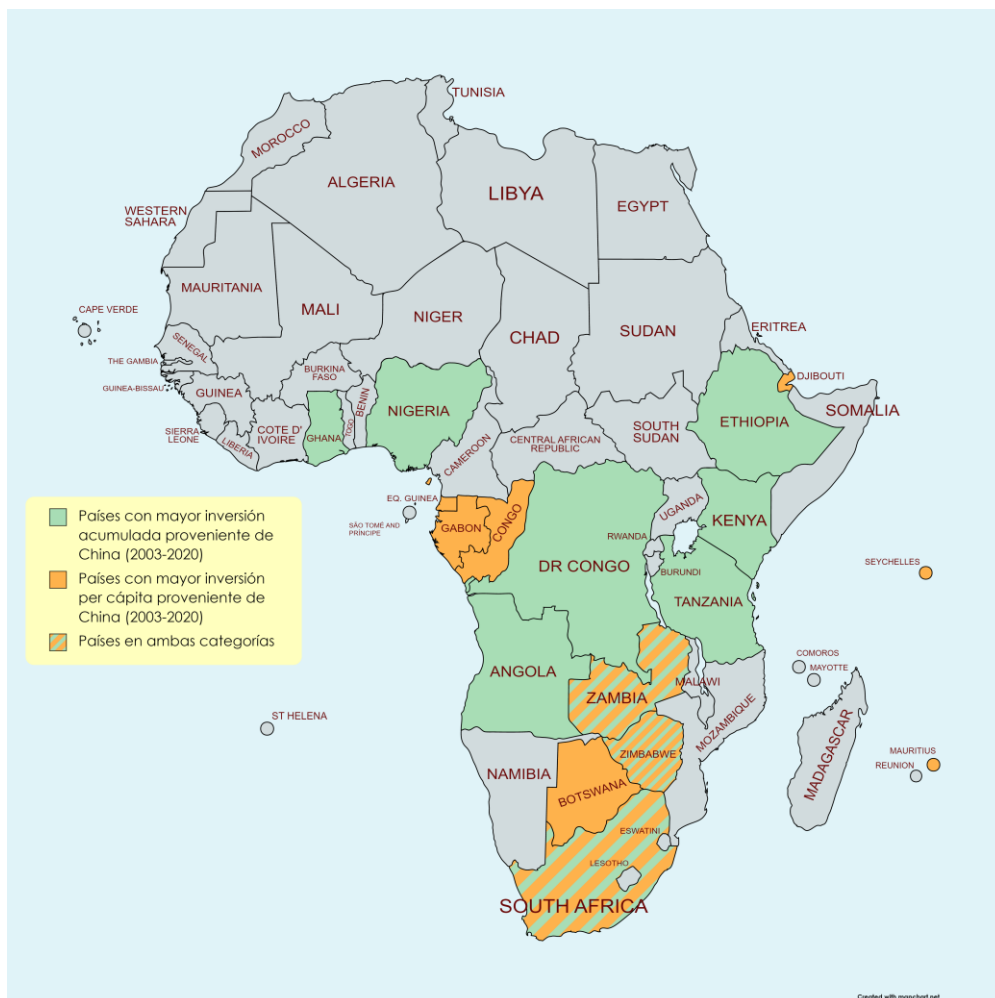 TUNISIA
MOROCCO
ALGERIA
LIBYA
EGYPT
WESTERN
SAHARA
MAURITANIA
MALI
NIGER
CHAD
SUDAN
ERITREA
CAPE VERDE
SENEGAL
THE GAMBIA
GUINEA-BISSAU
GUINEA
BURKINA
FASO
BENIN
TOGO
NIGERIA
DJIBOUTI
SIERRA
LEONE
LIBERIA
COTE D'
IVOIRE
GHANA
CAMEROON
CENTRAL AFRICAN
REPUBLIC
SOUTH
SUDAN
ETHIOPIA
SOMALIA
EQ. GUINEA
SÃO TOMÉ AND
PRÍNCIPE
GABON
CONGO
DR CONGO
UGANDA
KENYA
RWANDA
BURUNDI
TANZANIA
SEYCHELLES
Países con mayor inversión
acumulada proveniente de
China (2003-2020)
Países con mayor inversión
per cápita proveniente de
China (2003-2020)
Países en ambas categorías
ANGOLA
ZAMBIA
MALAWI
COMOROS
MAYOTTE
ST HELENA
MOZAMBIQUE
ZIMBABWE
MADAGASCAR
MAURITIUS
REUNION
NAMIBIA
BOTSWANA
ESWATINI
LESOTHO
SOUTH AFRICA
Created with mapchart.net